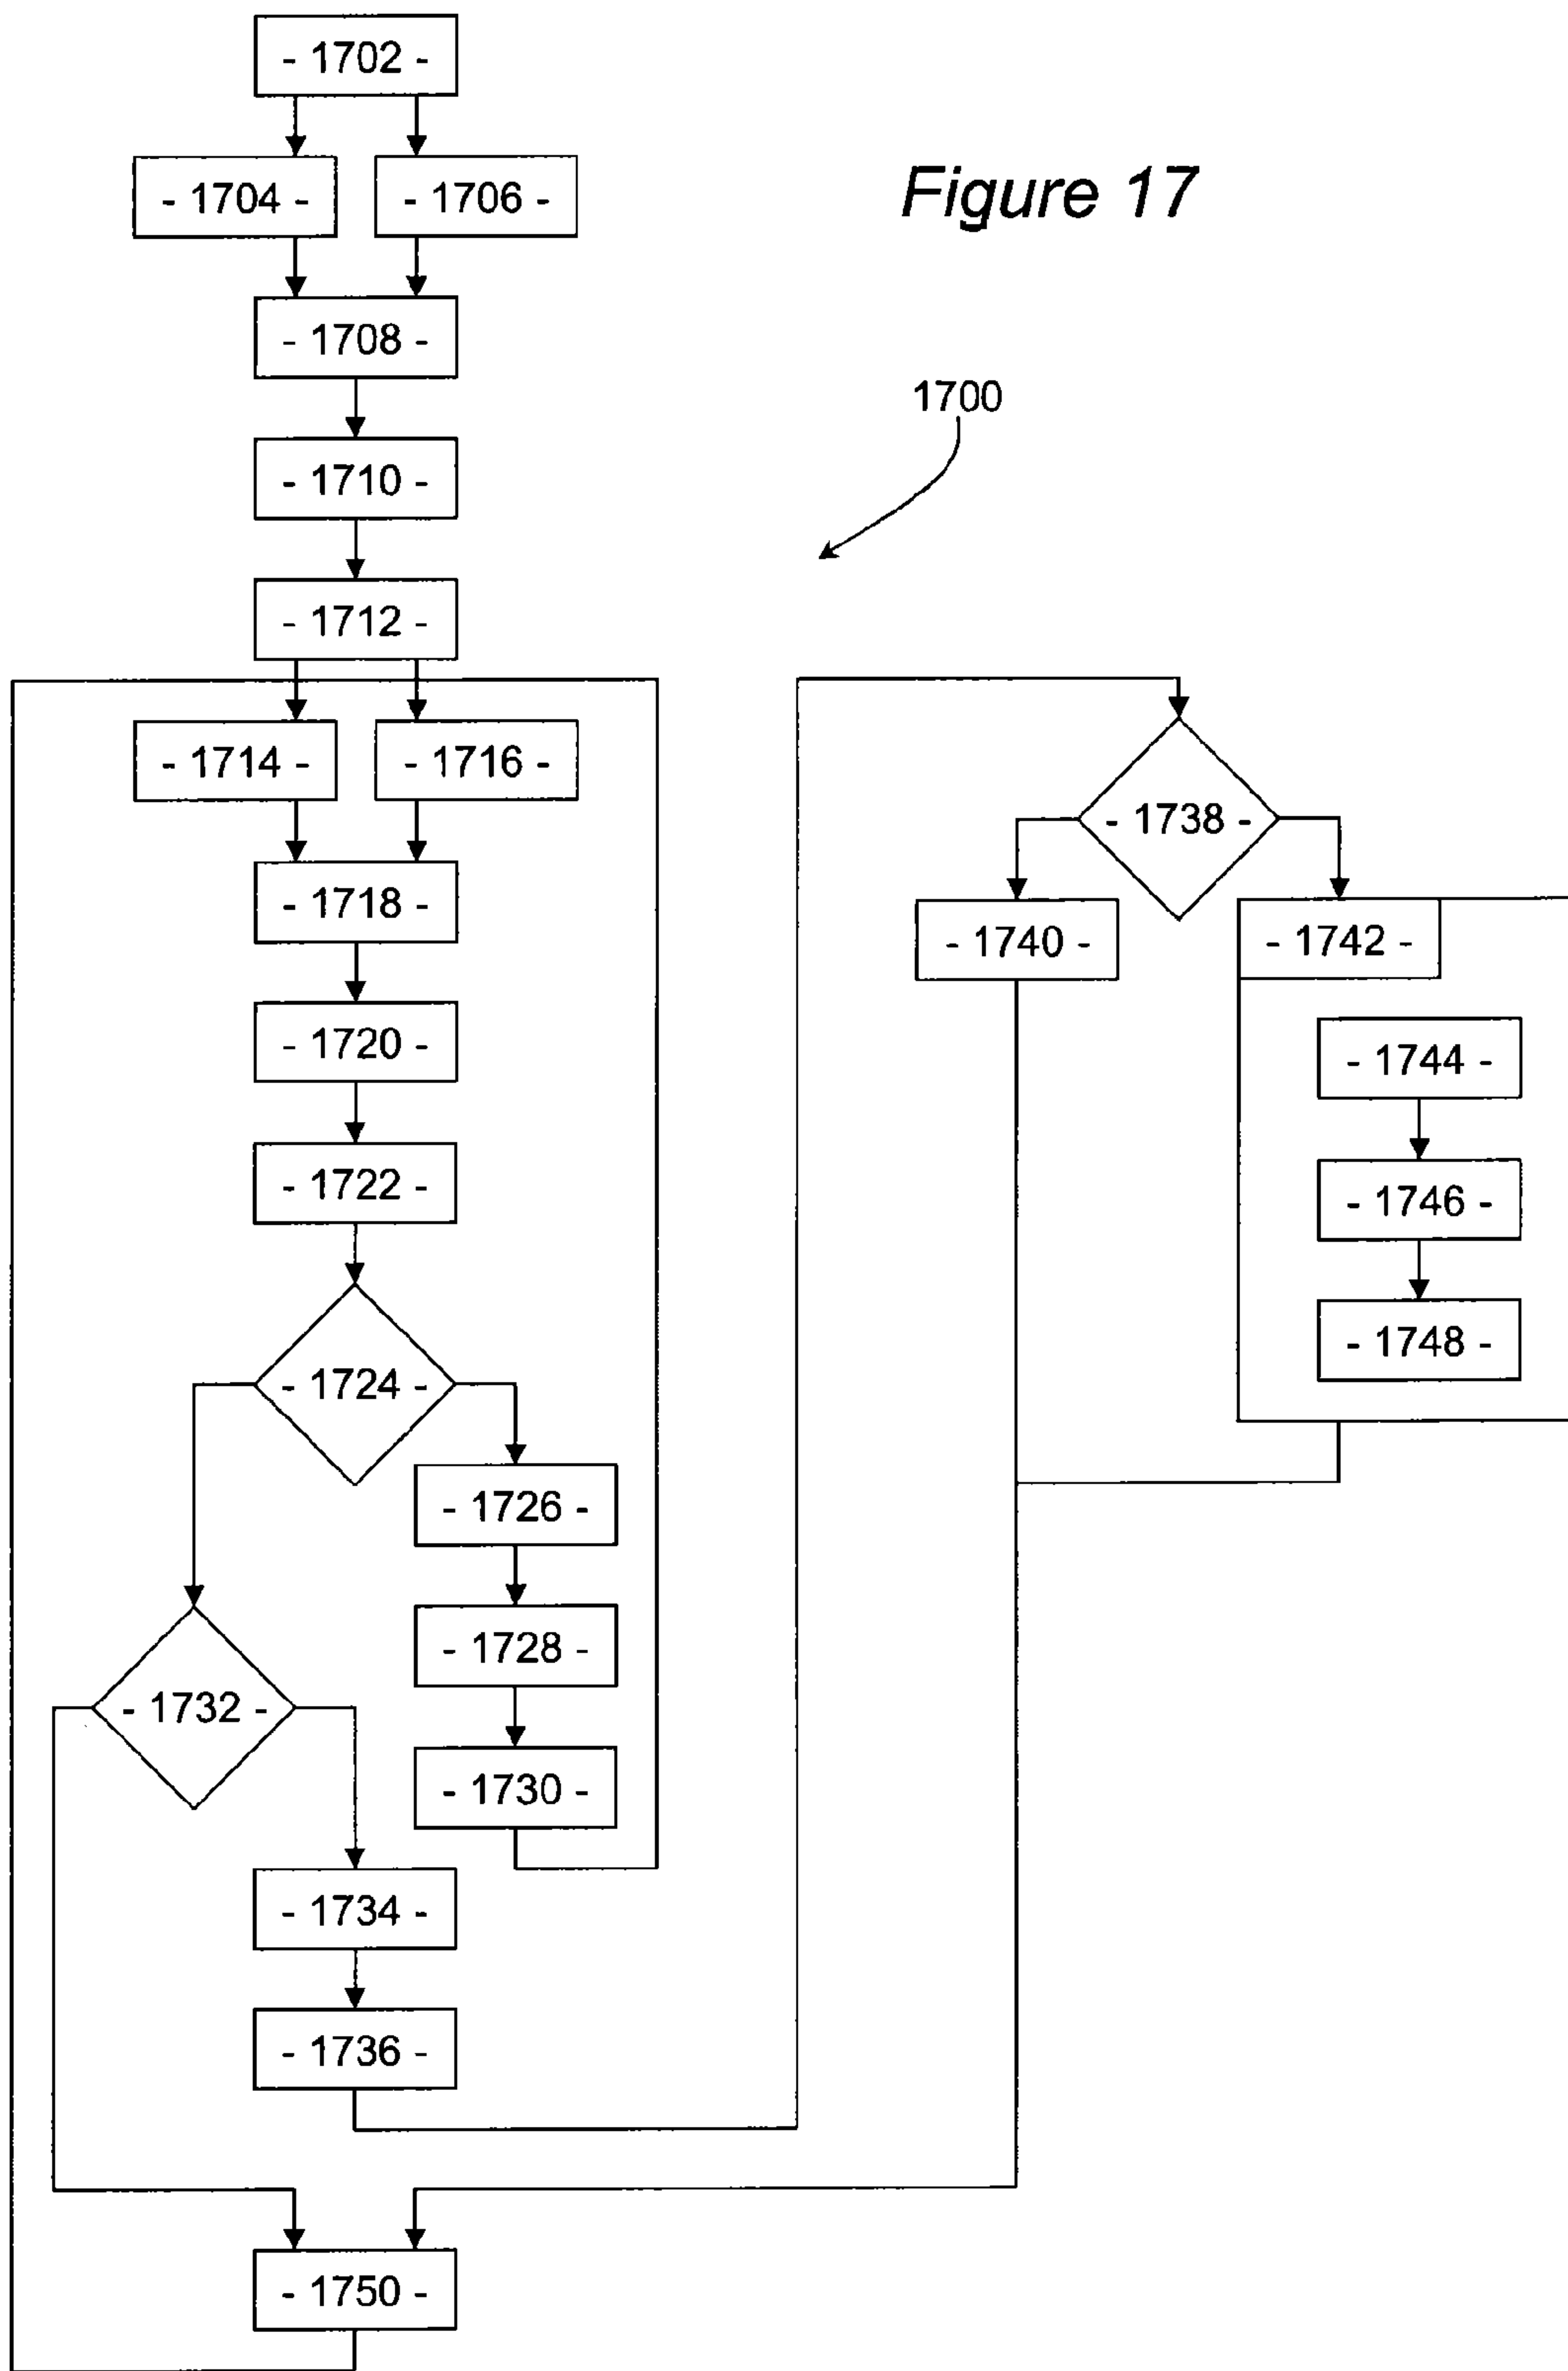 - 1702 -
- 1704 -
- 1706 -
Figure 17
- 1708 -
1700
- 1710 -
- 1712 -
- 1714 -
- 1716 -
- 1718 -
- 1720 -
- 1722 -
- 1724 -
- 1726 -
- 1728 -
- 1730 -
- 1732 -
- 1734 -
- 1736 -
- 1738 -
- 1740 -
- 1742 -
- 1744 -
- 1746 -
- 1748 -
- 1750 -